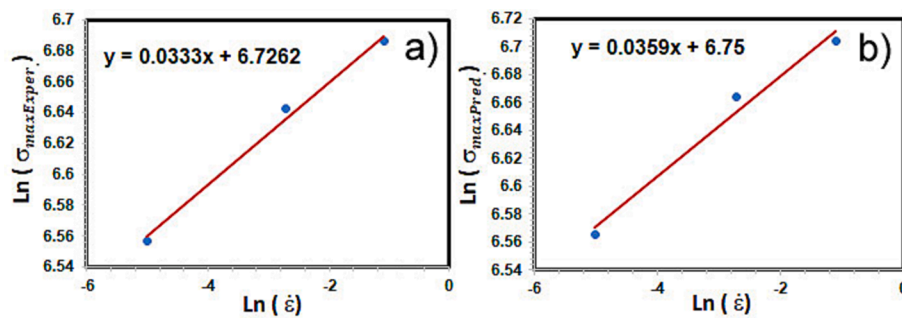 a)
y = 0.0333x + 6.7262
6.7
6.68
6.66
6.64
6.62
6.6
6.58
6.56
6.54
-6 -4 -2 0
Ln ( σmaxExper. )
Ln ( ε̇)
b)
y = 0.0359x + 6.75
6.72
6.7
6.68
6.66
6.64
6.62
6.6
6.58
6.56
6.54
-6 -4 -2 0
Ln ( σmaxPred. )
Ln ( ε̇)